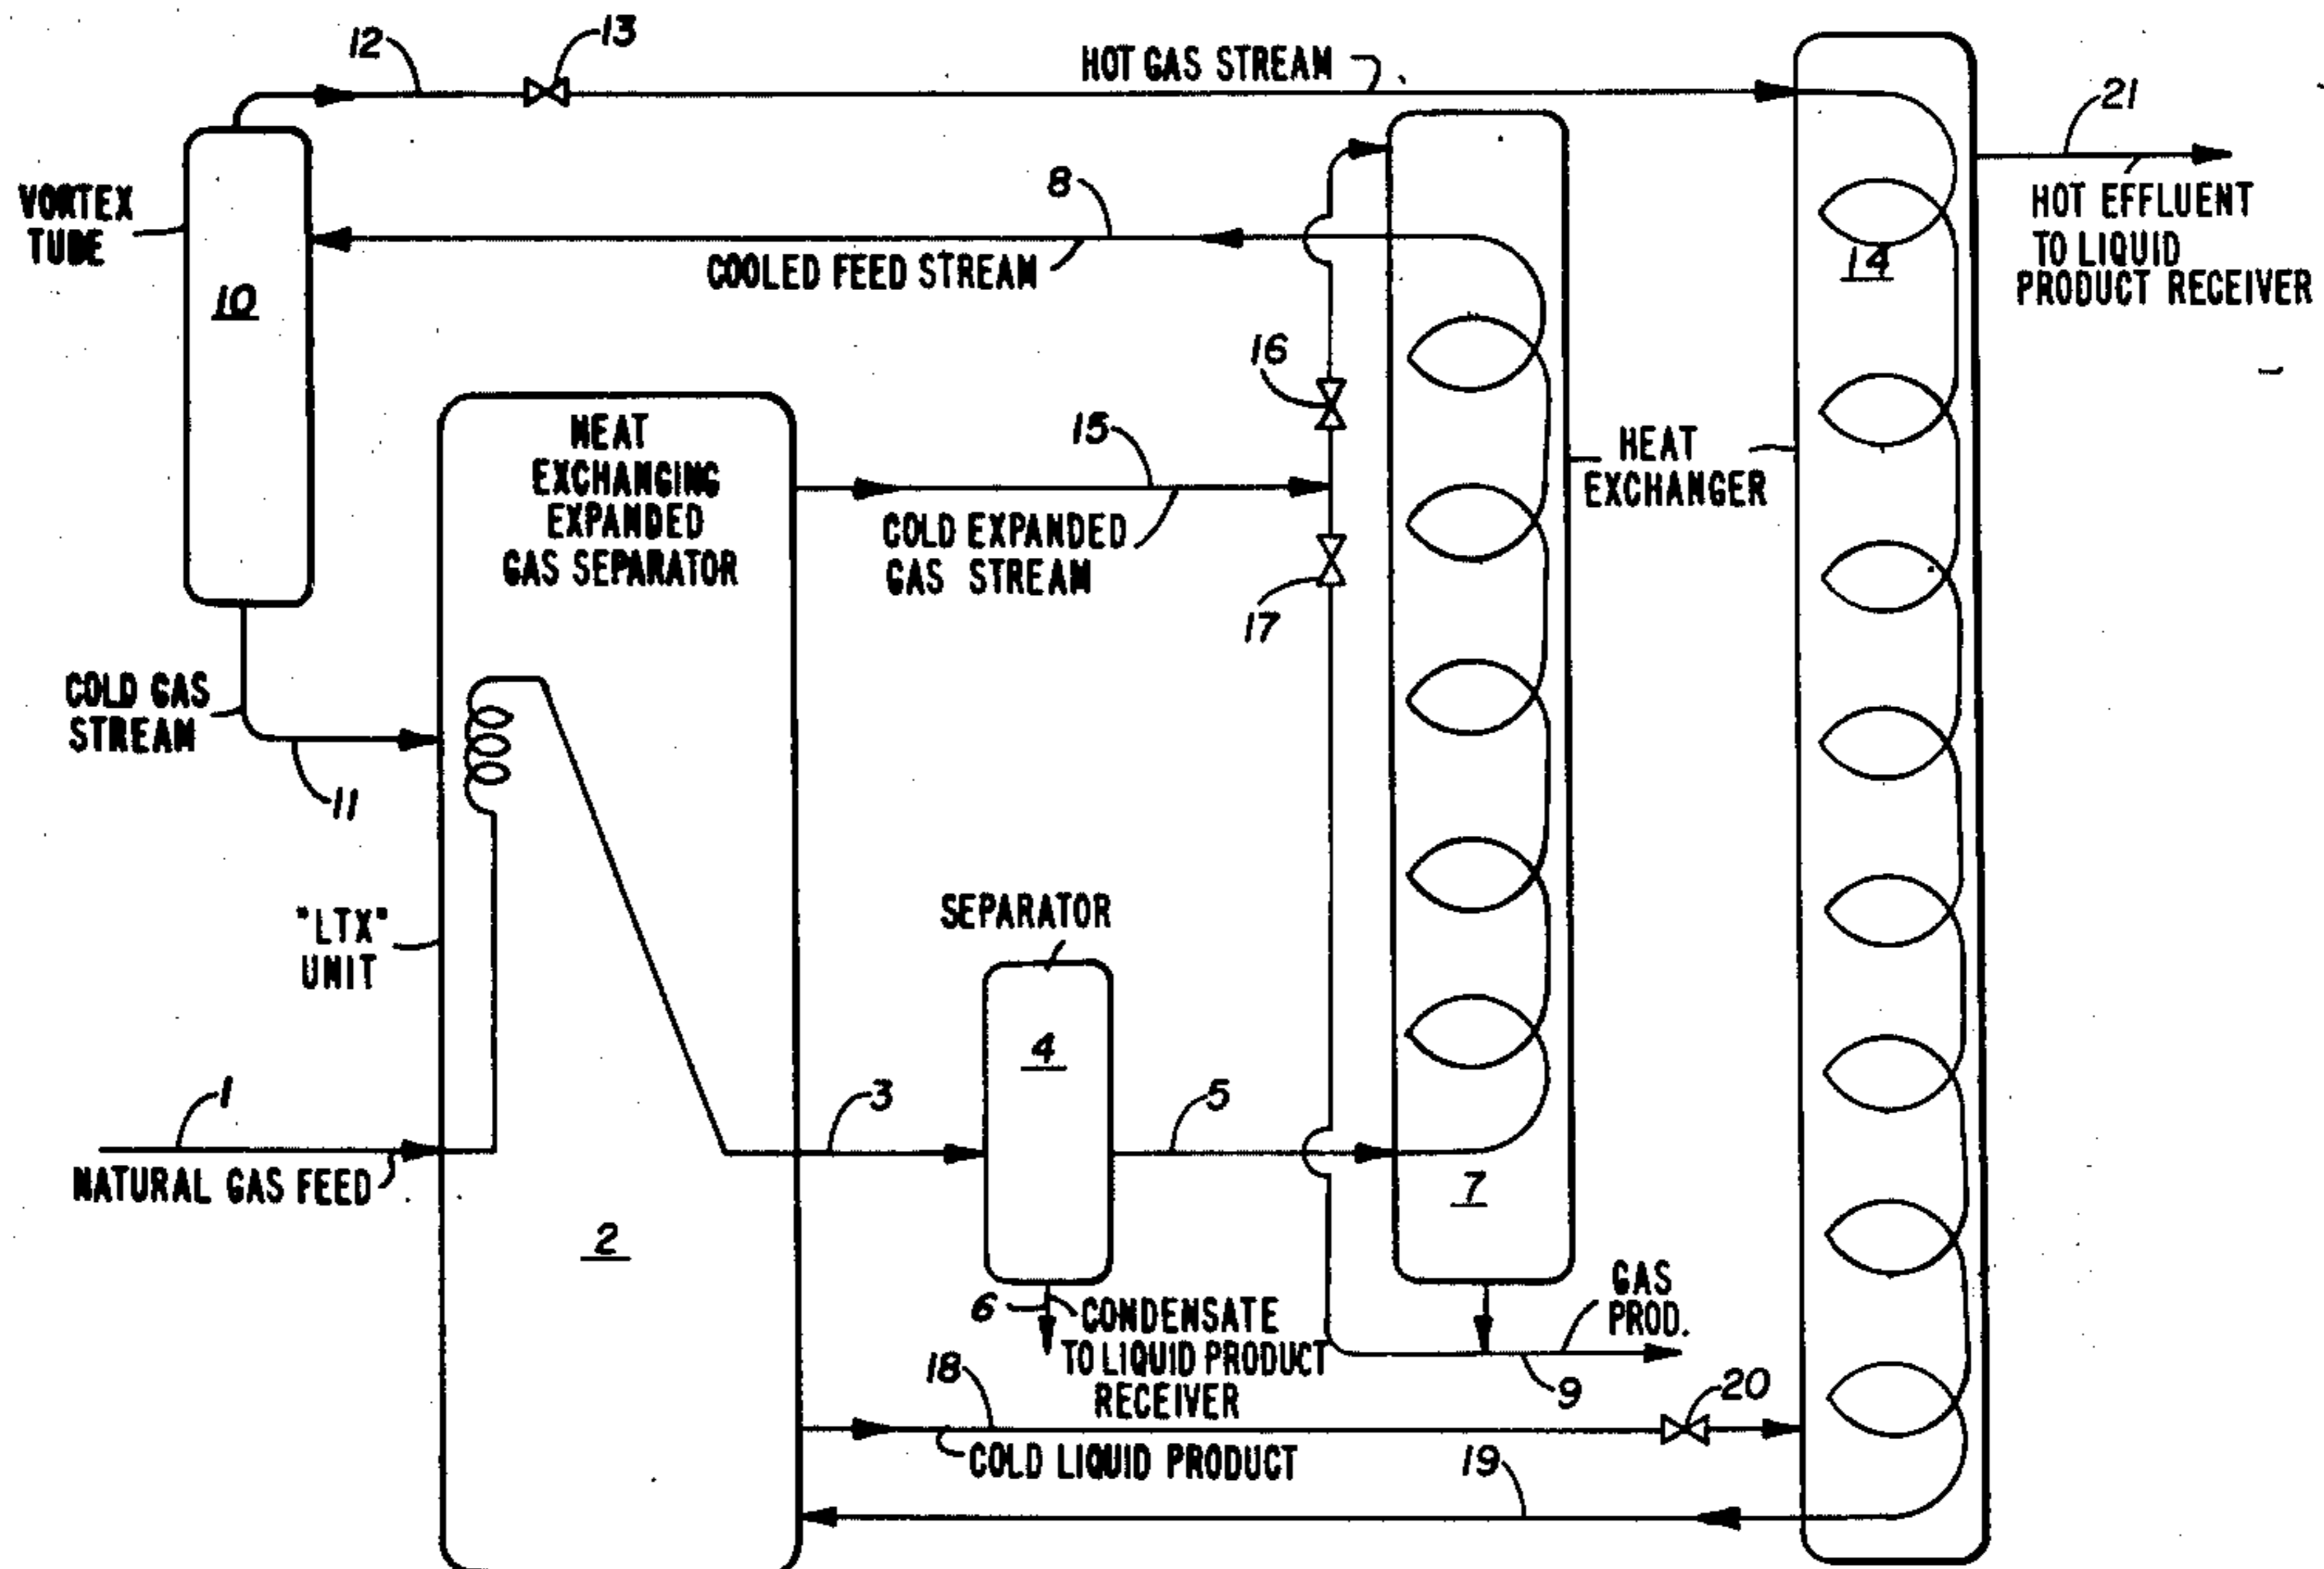 12
13
HOT GAS STREAM
21
VORTEX
TUBE
10
8
COOLED FEED STREAM
14
HOT EFFLUENT
TO LIQUID
PRODUCT RECEIVER
16
15
HEAT
EXCHANGING
EXPANDED
GAS SEPARATOR
COLD EXPANDED
GAS STREAM
17
HEAT
EXCHANGER
COLD GAS
STREAM
11
"LTX"
UNIT
SEPARATOR
4
1
NATURAL GAS FEED
3
5
7
2
6
CONDENSATE
TO LIQUID PRODUCT
RECEIVER
GAS
PROD.
9
18
COLD LIQUID PRODUCT
20
19